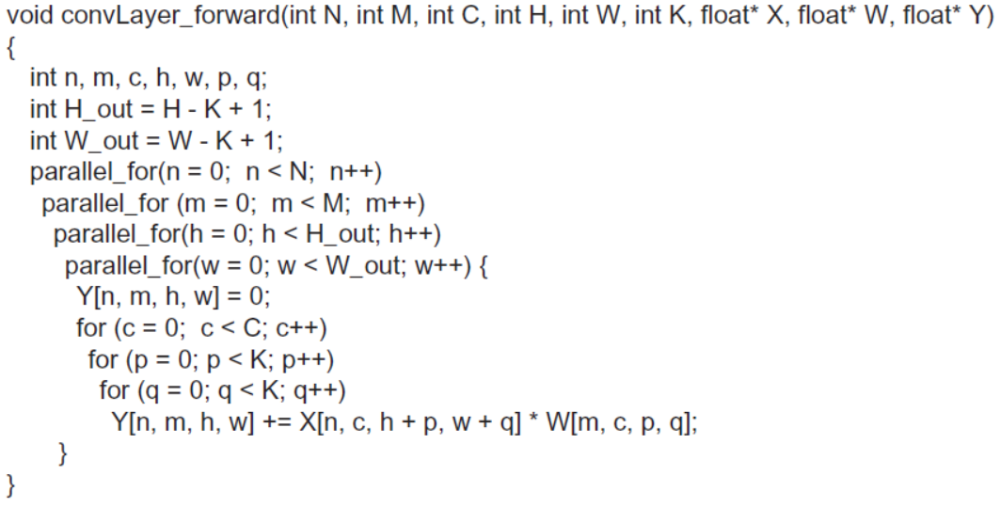 void convLayer_forward(int N, int M, int C, int H, int W, int K, float* X, float* W, float* Y)
{
int n, m, c, h, w, p, q;
int H_out = H - K + 1;
int W_out = W - K + 1;
parallel_for(n = 0; n < N; n++)
parallel_for (m = 0; m < M; m++)
parallel_for(h = 0; h < H_out; h++)
parallel_for(w = 0; w < W_out; w++) {
Y[n, m, h, w] = 0;
for (c = 0; c < C; c++)
for (p = 0; p < K; p++)
for (q = 0; q < K; q++)
Y[n, m, h, w] += X[n, c, h + p, w + q] * W[m, c, p, q];
}
}